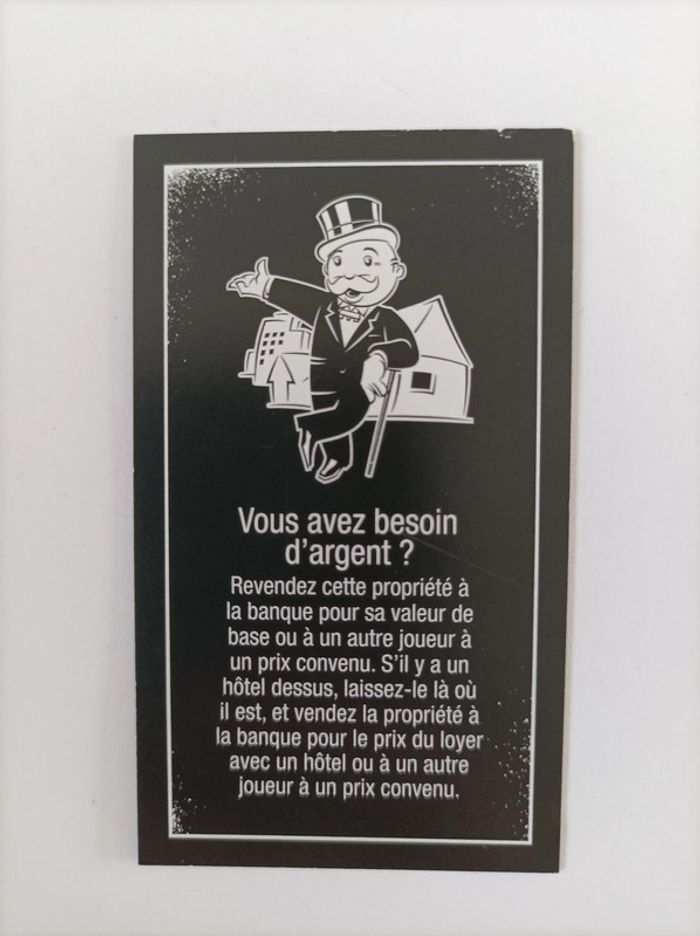 Vous avez besoin
d'argent ?
Revendez cette propriété à
la banque pour sa valeur de
base ou à un autre joueur à
un prix convenu. S'il y a un
hôtel dessus, laissez-le là où
il est, et vendez la propriété à
la banque pour le prix du loyer
avec un hôtel ou à un autre
joueur à un prix convenu.